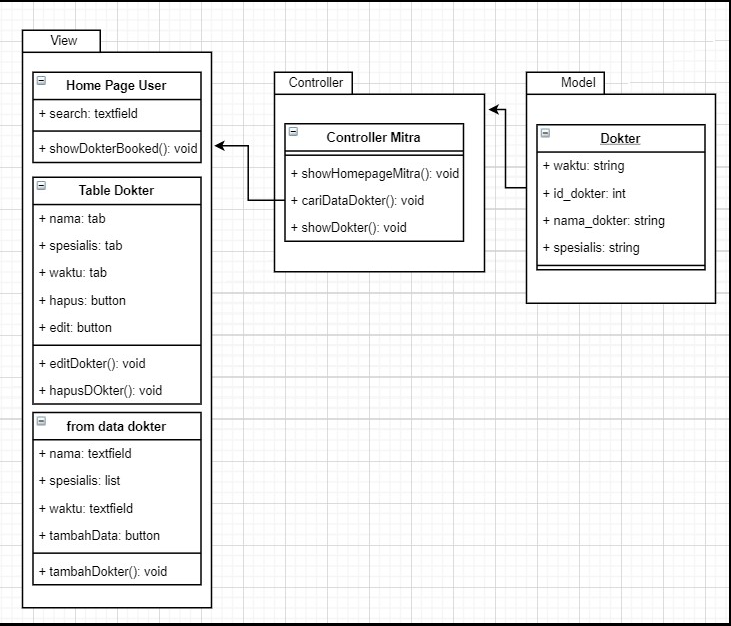 View
Home Page User
+ search: textfield
+ showDokterBooked(): void
Table Dokter
+ nama: tab
+ spesialis: tab
+ waktu: tab
+ hapus: button
+ edit: button
+ editDokter(): void
+ hapusDOkter(): void
from data dokter
+ nama: textfield
+ spesialis: list
+ waktu: textfield
+ tambahData: button
+ tambahDokter(): void
Controller
Controller Mitra
+ showHomepageMitra(): void
+ cariDataDokter(): void
+ showDokter(): void
Model
Dokter
+ waktu: string
+ id_dokter: int
+ nama_dokter: string
+ spesialis: string